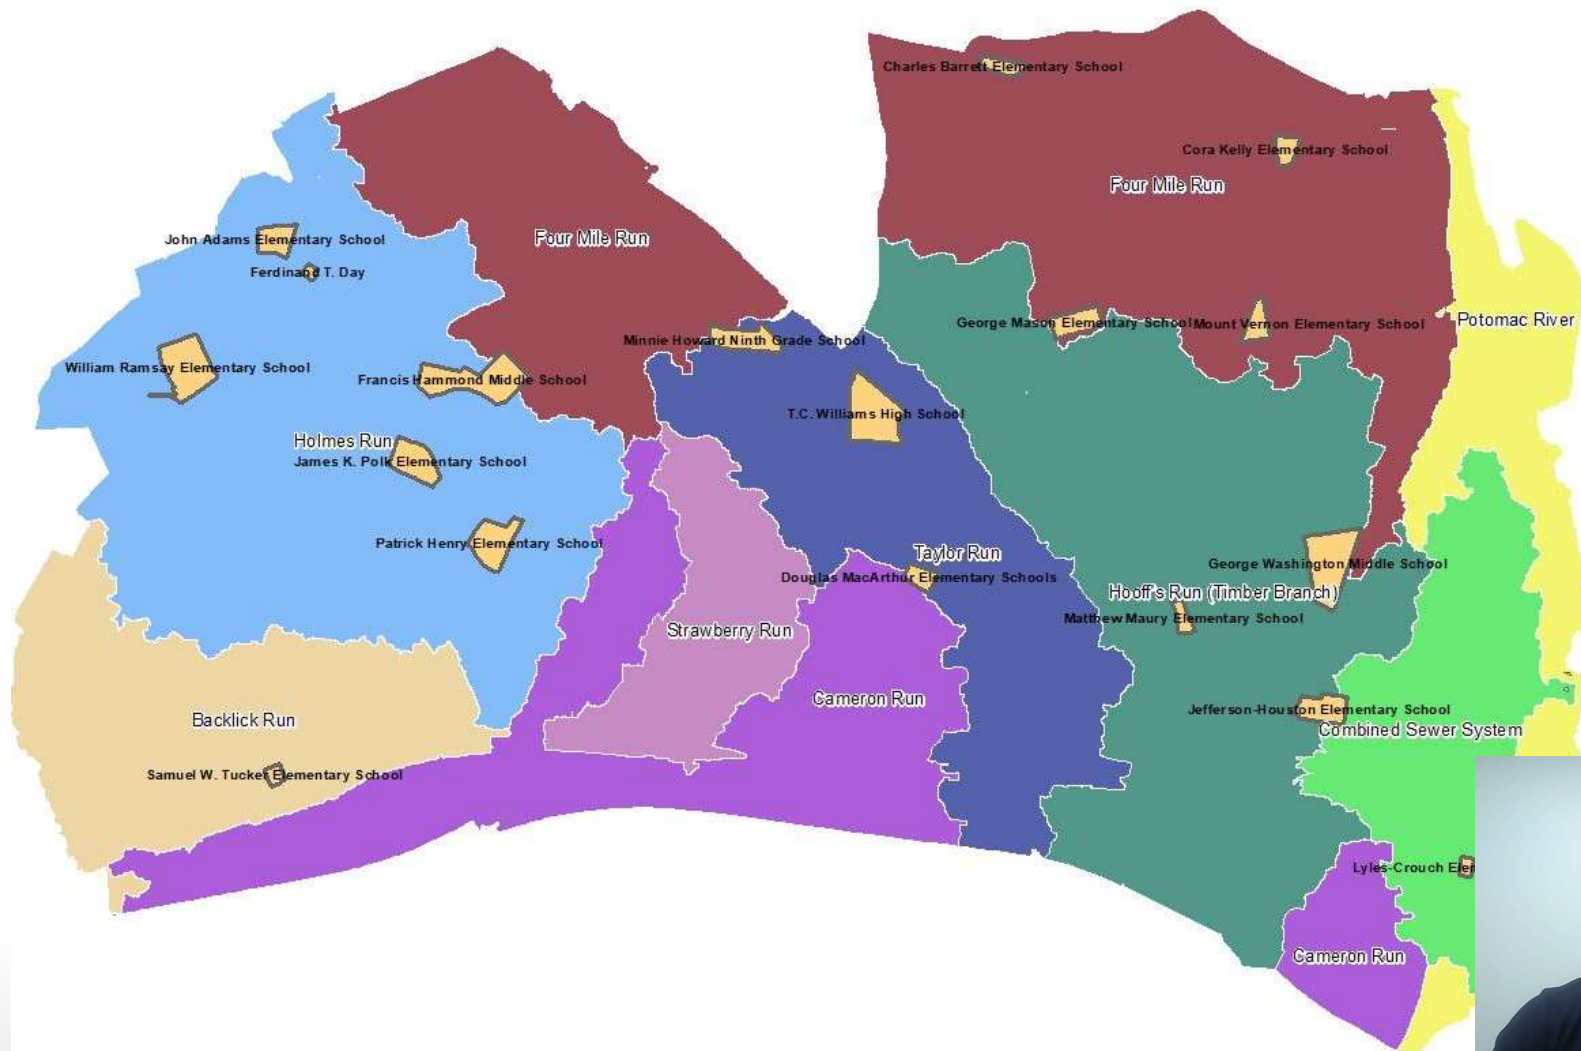 Charles Barrett Elementary School
Cora Kelly Elementary School
Four Mile Run
John Adams Elementary School
Four Mile Run
Ferdinand T. Day
George Mason Elementary School
Mount Vernon Elementary School
Potomac River
Minnie Howard Ninth Grade School
William Ramsay Elementary School
Francis Hammond Middle School
T.C. Williams High School
Holmes Run
James K. Polk Elementary School
Patrick Henry Elementary School
Taylor Run
George Washington Middle School
Douglas MacArthur Elementary Schools
Hooff's Run (Timber Branch)
Matthew Maury Elementary School
Strawberry Run
Cameron Run
Jefferson-Houston Elementary School
Backlick Run
Combined Sewer System
Samuel W. Tucker Elementary School
Lyles-Crouch Elem
Cameron Run